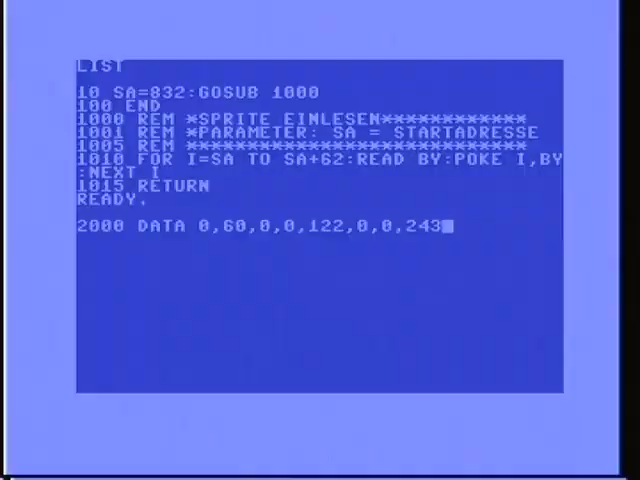 LIST
10 SA=832:GOSUB 1000
100 END
1000 REM *SPRITE EINLESEN************
1001 REM *PARAMETER: SA = STARTADRESSE
1005 REM *****************************
1010 FOR I=SA TO SA+62:READ BY:POKE I,BY
:NEXT I
1015 RETURN
READY.
2000 DATA 0,60,0,0,122,0,0,243